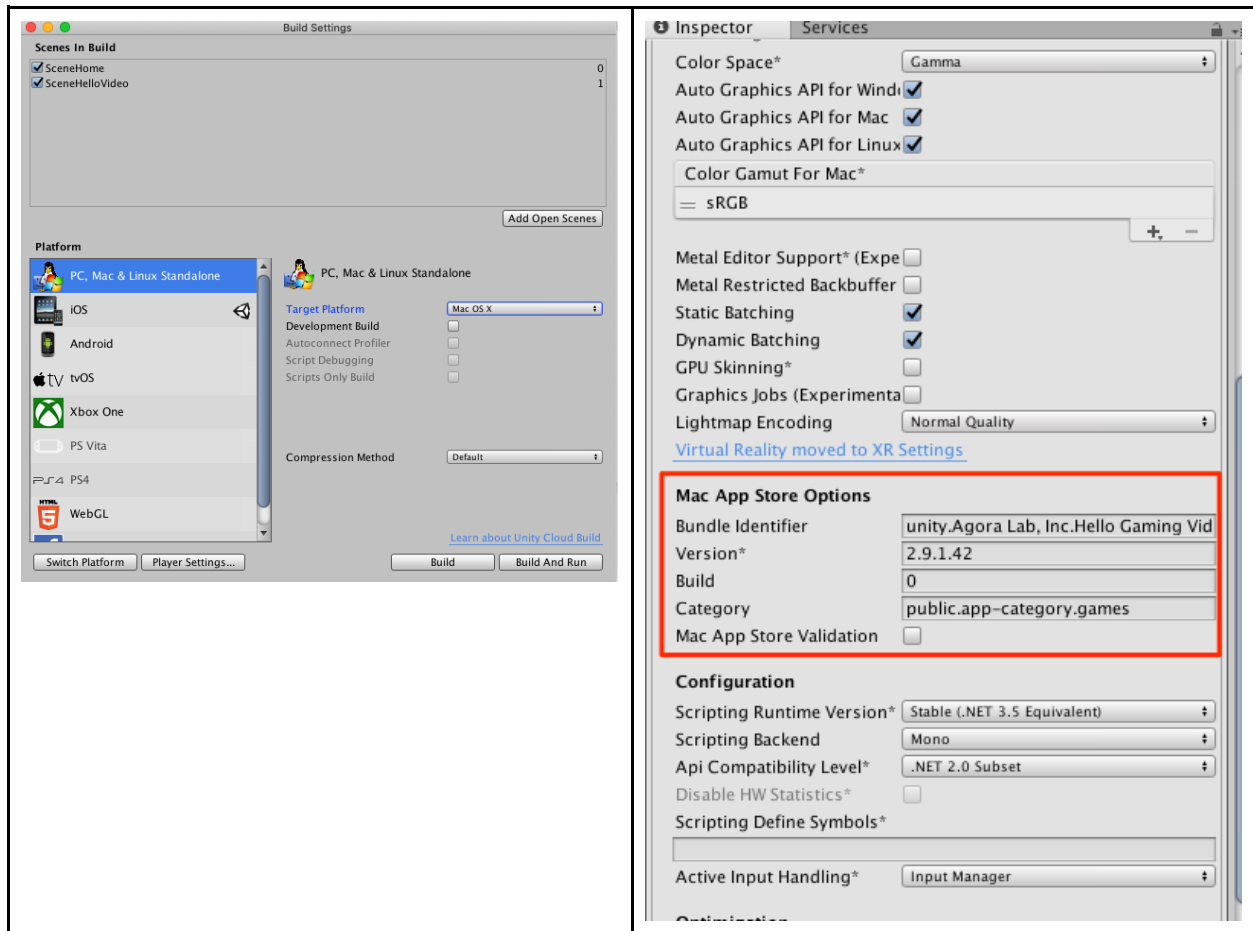 Build Settings
Scenes In Build
SceneHome 0
SceneHelloVideo 1
Add Open Scenes
Platform
PC, Mac & Linux Standalone
iOS
Android
tv tvOS
Xbox One
PS Vita
PS4 PS4
HTML 5 WebGL
PC, Mac & Linux Standalone
Target Platform Mac OS X
Development Build
Autoconnect Profiler
Script Debugging
Scripts Only Build
Compression Method Default
Learn about Unity Cloud Build
Switch Platform Player Settings... Build Build And Run
Inspector Services
Color Space* Gamma
Auto Graphics API for Wind
Auto Graphics API for Mac
Auto Graphics API for Linux
Color Gamut For Mac*
= sRGB
Metal Editor Support* (Expe
Metal Restricted Backbuffer
Static Batching
Dynamic Batching
GPU Skinning*
Graphics Jobs (Experimenta
Lightmap Encoding Normal Quality
Virtual Reality moved to XR Settings
Mac App Store Options
Bundle Identifier unity.Agora Lab, Inc.Hello Gaming Vid
Version* 2.9.1.42
Build 0
Category public.app-category.games
Mac App Store Validation
Configuration
Scripting Runtime Version* Stable (.NET 3.5 Equivalent)
Scripting Backend Mono
Api Compatibility Level* .NET 2.0 Subset
Disable HW Statistics*
Scripting Define Symbols*
Active Input Handling* Input Manager
Optimization